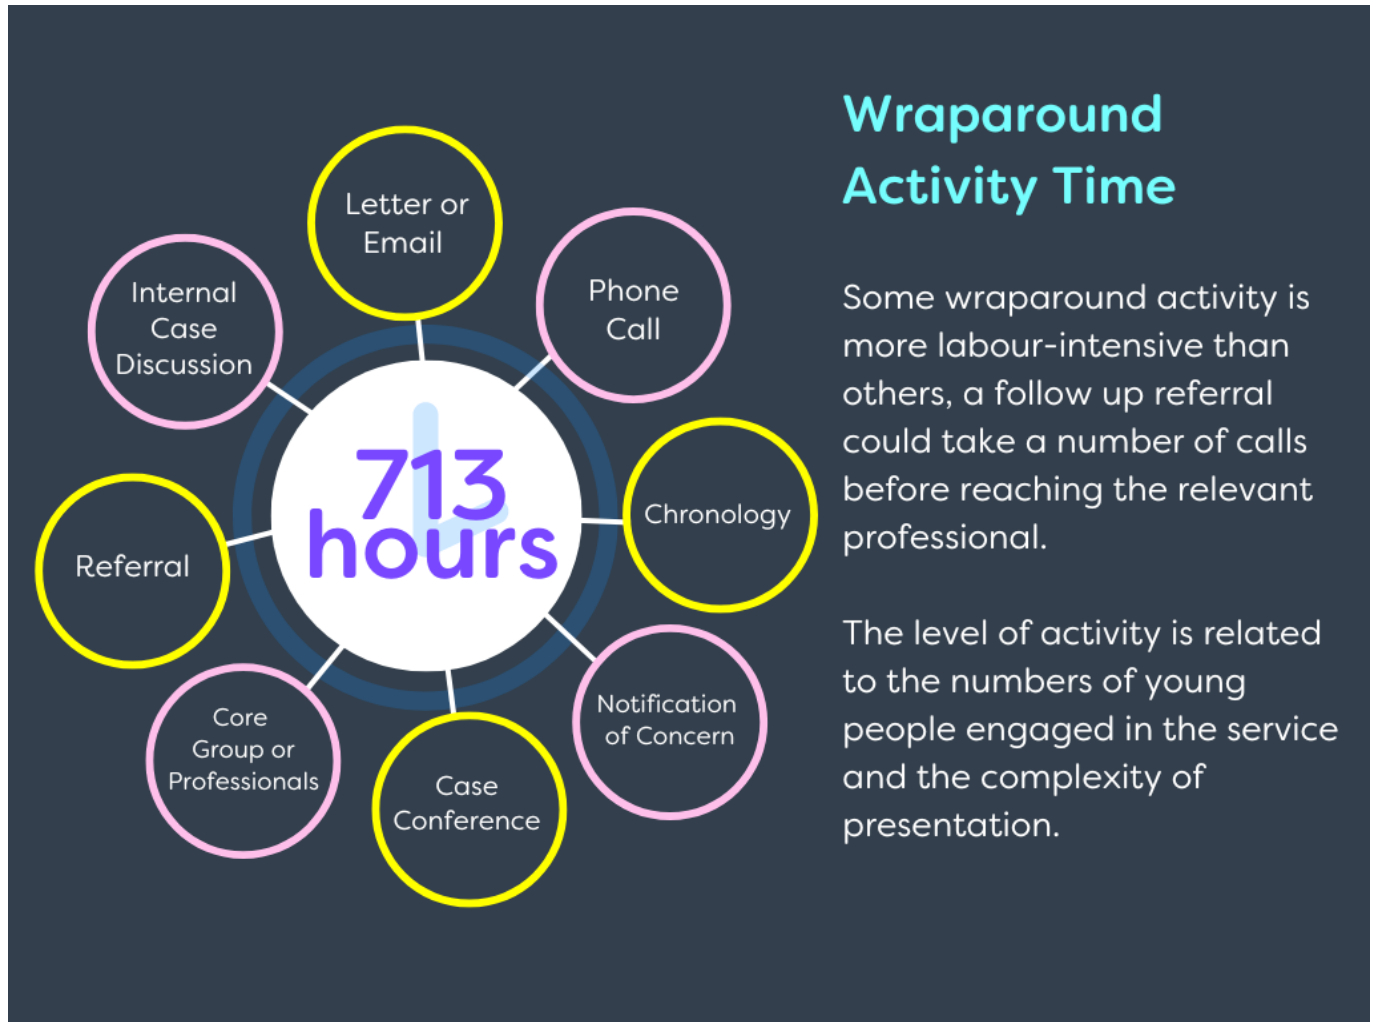 Wraparound
Activity Time
Some wraparound activity is
more labour-intensive than
others, a follow up referral
could take a number of calls
before reaching the relevant
professional.
The level of activity is related
to the numbers of young
people engaged in the service
and the complexity of
presentation.
713
hours
Letter or
Email
Phone
Call
Chronology
Notification
of Concern
Case
Conference
Core
Group or
Professionals
Referral
Internal
Case
Discussion